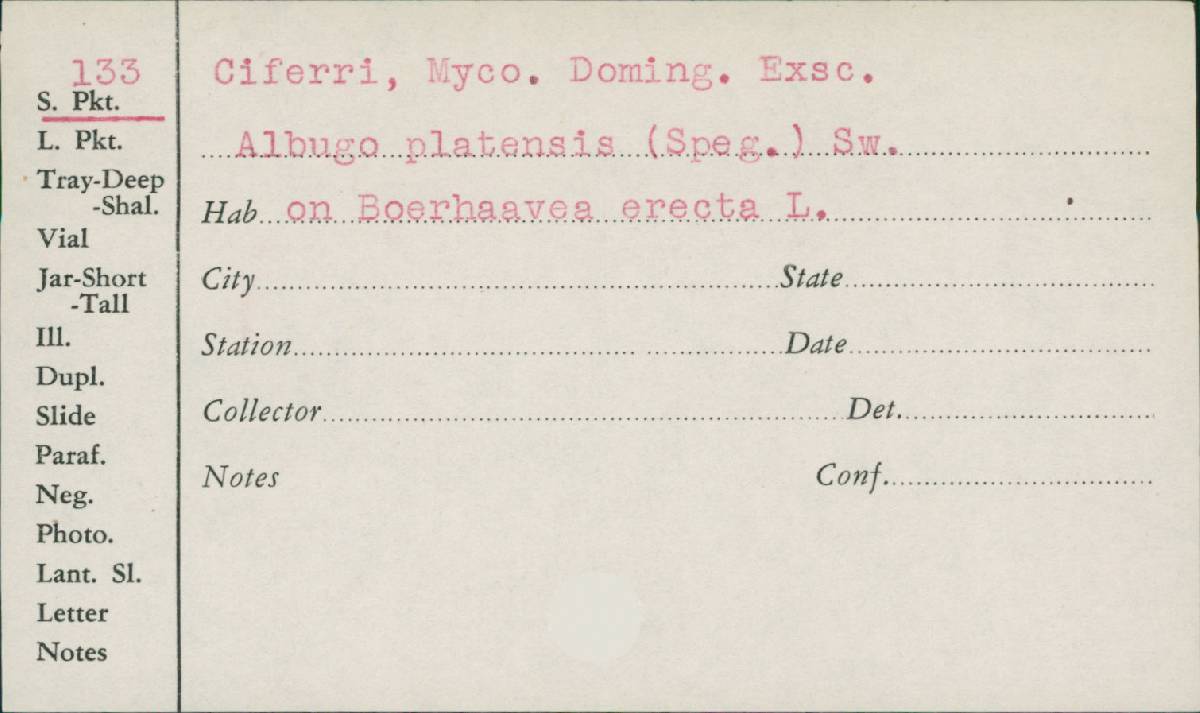 133
S. Pkt.
L. Pkt.
Tray-Deep
-Shal.
Vial
Jar-Short
-Tall
Ill.
Dupl.
Slide
Paraf.
Neg.
Photo.
Lant. Sl.
Letter
Notes
Ciferri, Myco. Doming. Exsc.
Albugo platensis (Speg.) Sw.
Hab on Boerhaavea erecta L.
City State
Station Date
Collector Det.
Notes Conf.